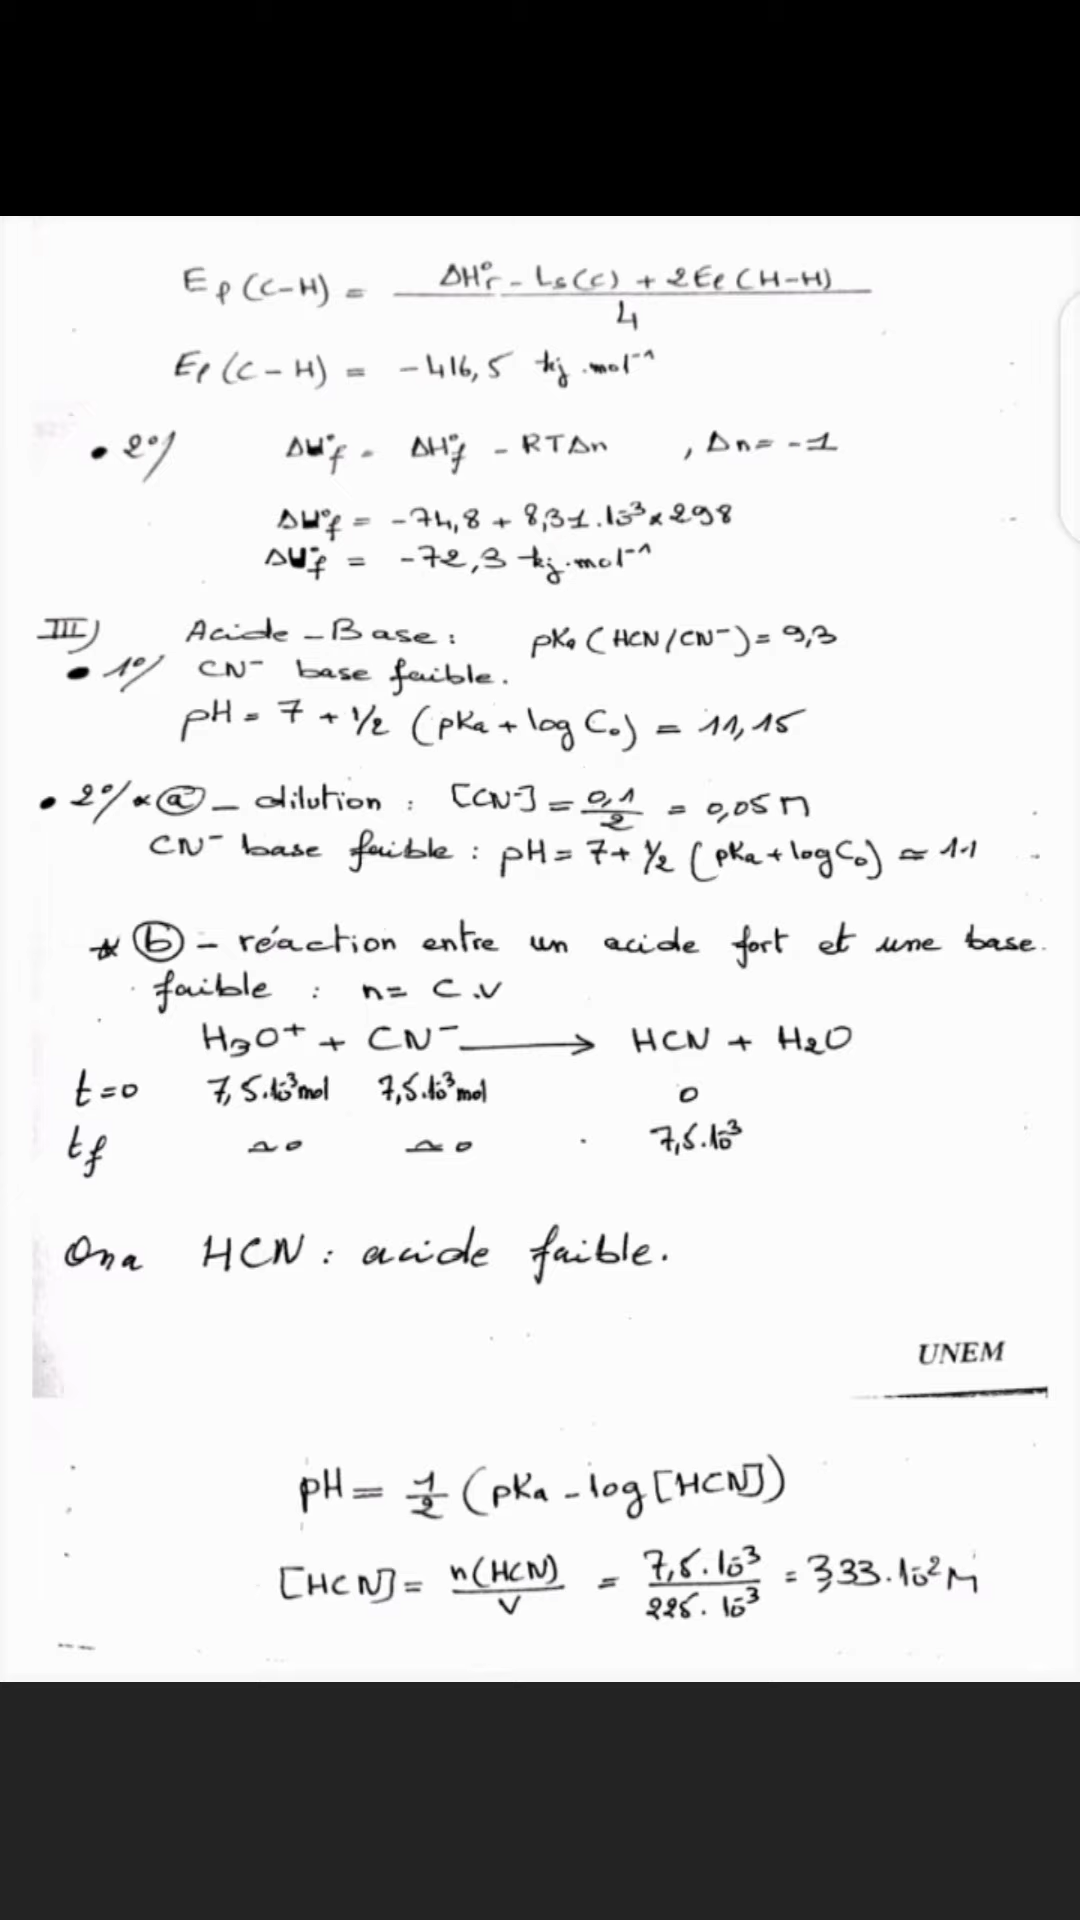 El(C-H) = (ΔH°r - Ls(C) + 2El(H-H)) / 4
El(C-H) = -416,5 kj.mol⁻¹
• 2°/ ΔU°f = ΔH°f - RTΔn , Δn = -1
ΔU°f = -74,8 + 8,31.10⁻³ x 298
ΔU°f = -72,3 kj.mol⁻¹
III) Acide-Base : pKa (HCN/CN⁻) = 9,3
• 1°/ CN⁻ base faible.
pH = 7 + 1/2 (pKa + log C₀) = 11,15
• 2°/ * ⓐ - dilution : [CN⁻] = 0,1/2 = 0,05 M
CN⁻ base faible : pH = 7 + 1/2 (pKa + log C₀) ≃ 11
* ⓑ - réaction entre un acide fort et une base
faible : n = C.V
H₃O⁺ + CN⁻ ⟶ HCN + H₂O
t=0 7,5.10⁻³mol 7,5.10⁻³mol 0
tf ≃0 ≃0 7,5.10⁻³
Ona HCN : acide faible.
UNEM
pH = 1/2 (pKa - log [HCN])
[HCN] = n(HCN)/V = 7,5.10⁻³/225.10⁻³ = 3,33.10⁻² M